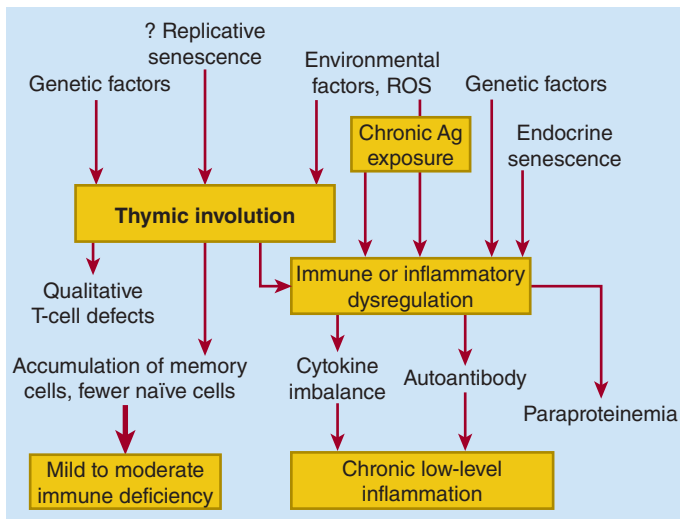 ? Replicative
senescence
Genetic factors
Environmental
factors, ROS
Genetic factors
Chronic Ag
exposure
Endocrine
senescence
Thymic involution
Immune or inflammatory
dysregulation
Qualitative
T-cell defects
Accumulation of memory
cells, fewer naïve cells
Cytokine
imbalance
Autoantibody
Paraproteinemia
Mild to moderate
immune deficiency
Chronic low-level
inflammation